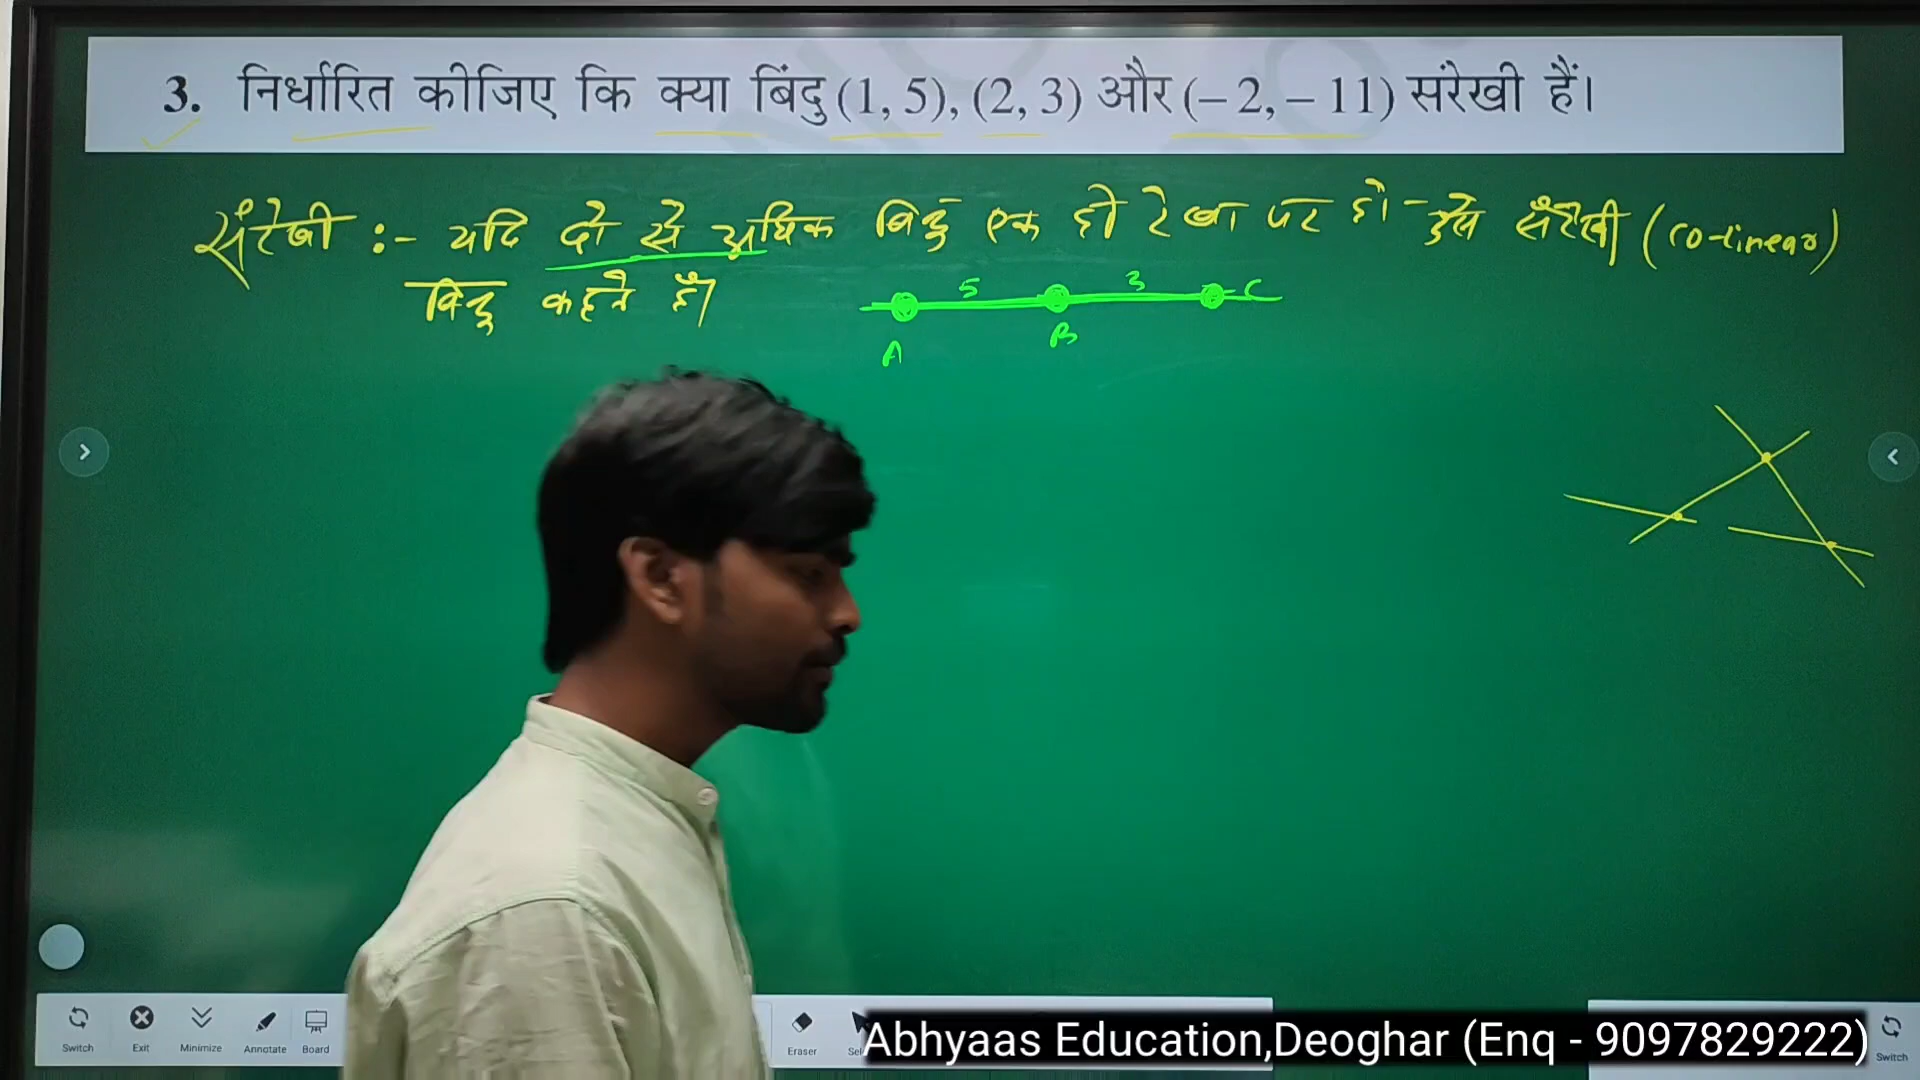 3. निर्धारित कीजिए कि क्या बिंदु (1, 5), (2, 3) और (– 2, – 11) संरेखी हैं।
संरेखी :- यदि दो से अधिक बिंदु एक ही रेखा पर हो - उसे संरेखी (co-linear)
बिंदु कहते हैं।
5 3
A B C
Switch Exit Minimize Annotate Board Eraser Switch
Abhyaas Education,Deoghar (Enq - 9097829222)